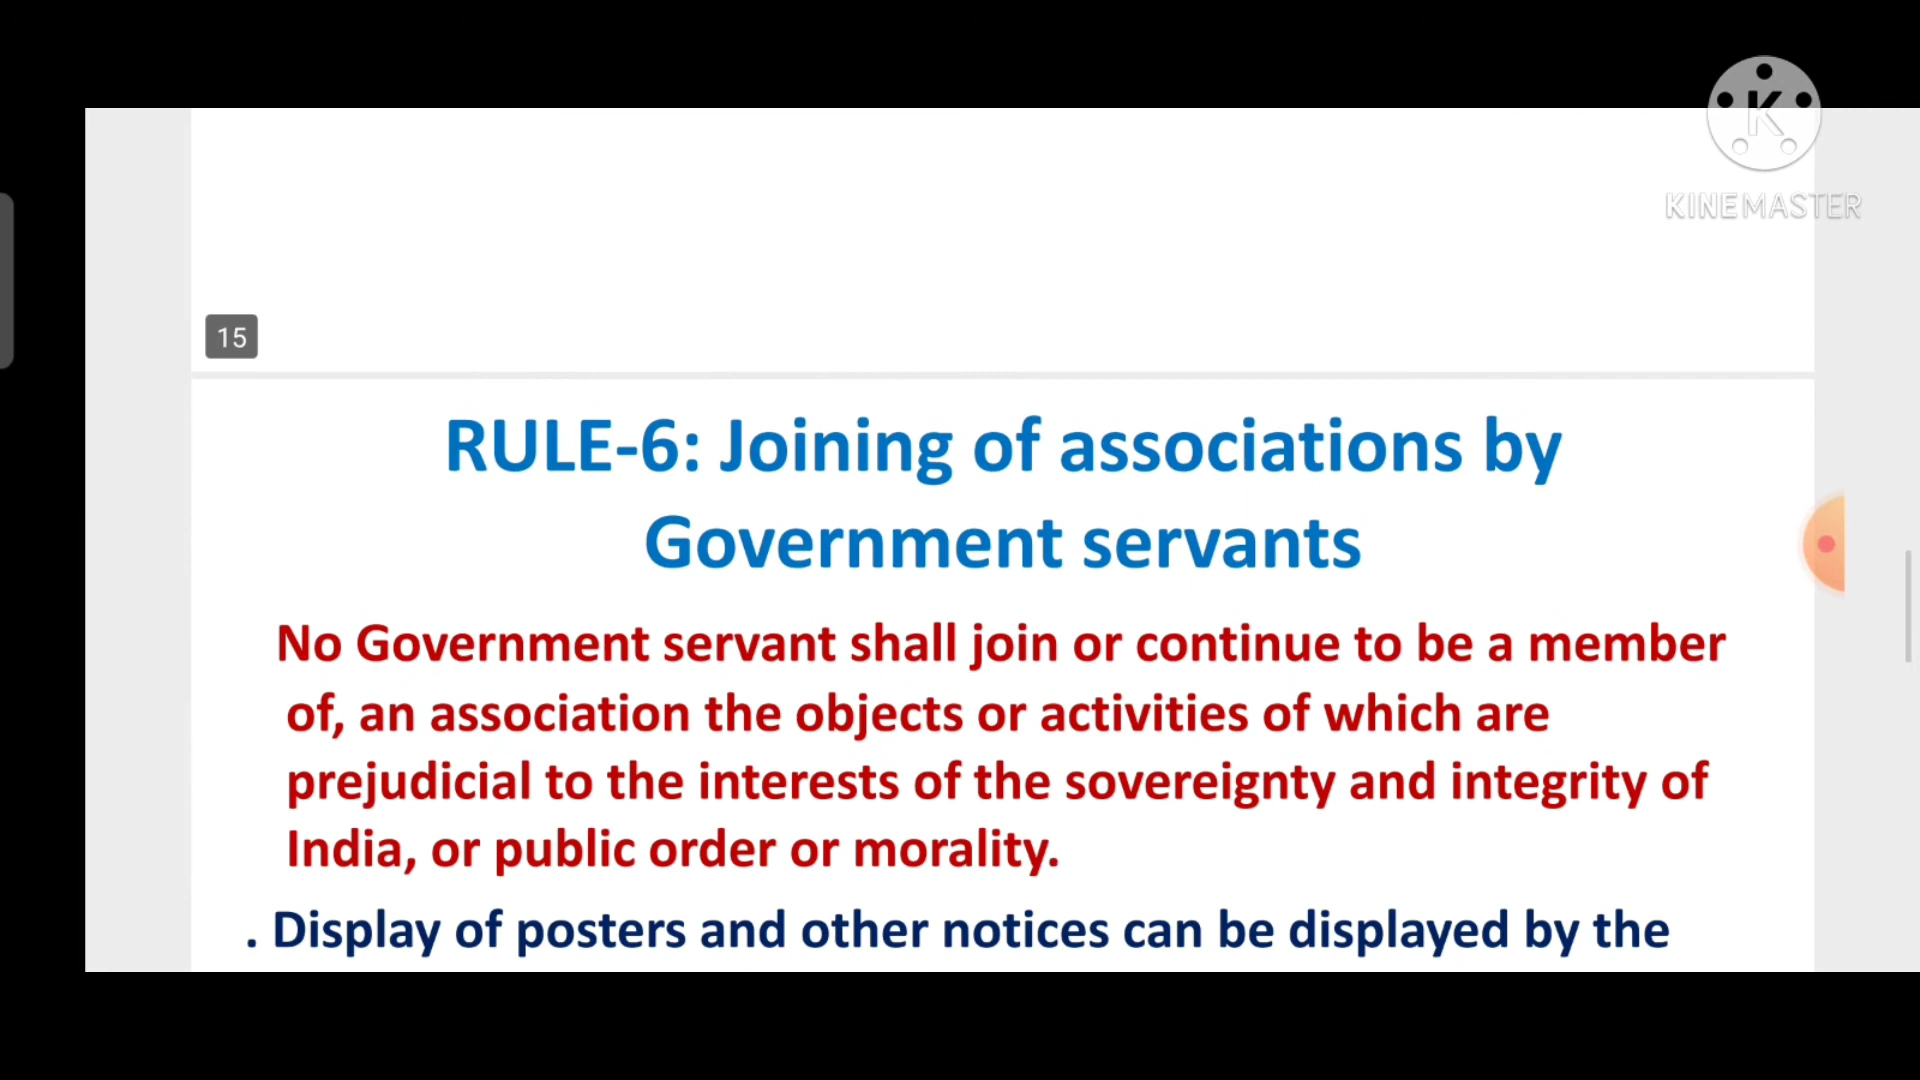 K
KINEMASTER
15
RULE-6: Joining of associations by
Government servants
No Government servant shall join or continue to be a member
of, an association the objects or activities of which are
prejudicial to the interests of the sovereignty and integrity of
India, or public order or morality.
. Display of posters and other notices can be displayed by the